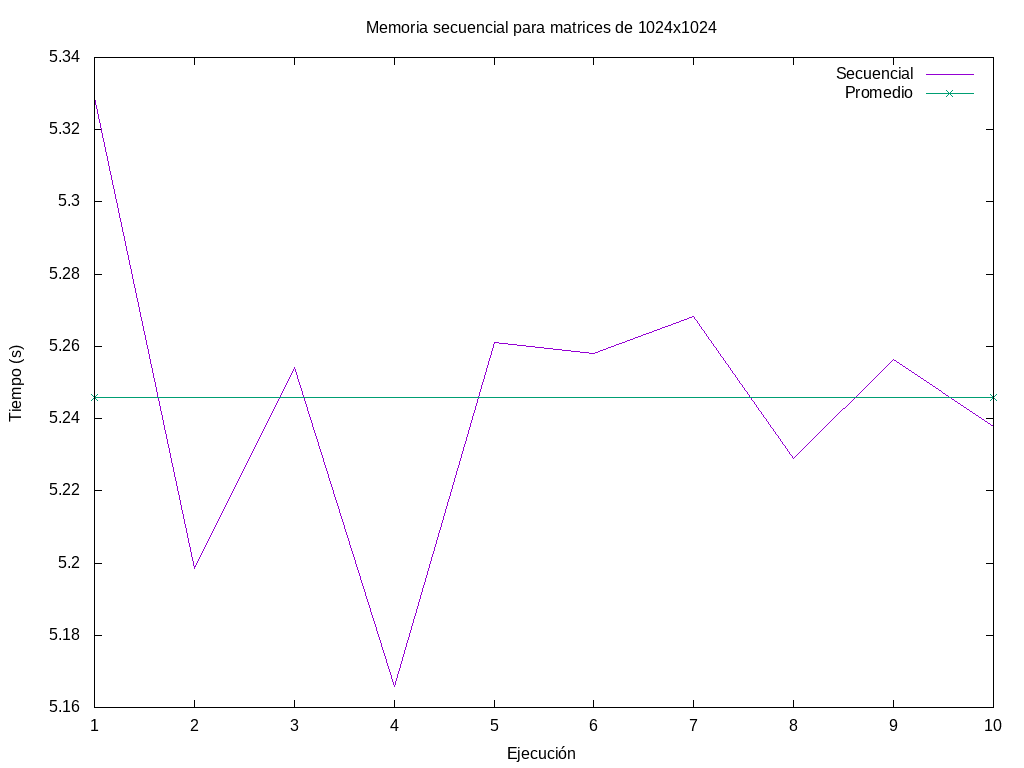 Memoria secuencial para matrices de 1024x1024
5.34
5.32
5.3
5.28
5.26
5.24
5.22
5.2
5.18
5.16
Tiempo (s)
Secuencial
Promedio
1 2 3 4 5 6 7 8 9 10
Ejecución